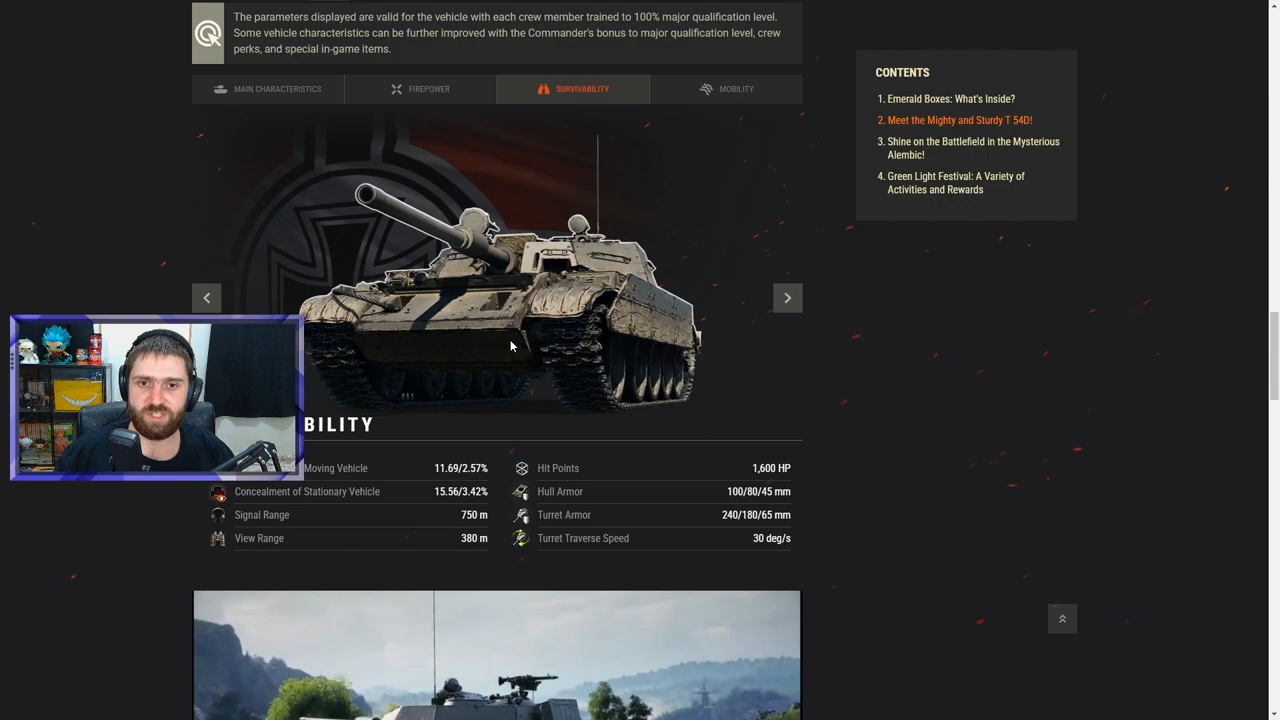 The parameters displayed are valid for the vehicle with each crew member trained to 100% major qualification level.
Some vehicle characteristics can be further improved with the Commander's bonus to major qualification level, crew
perks, and special in-game items.
MAIN CHARACTERISTICS
FIREPOWER
SURVIVABILITY
MOBILITY
CONTENTS
1. Emerald Boxes: What's Inside?
2. Meet the Mighty and Sturdy T 54D!
3. Shine on the Battlefield in the Mysterious
Alembic!
4. Green Light Festival: A Variety of
Activities and Rewards
BILITY
Moving Vehicle 11.69/2.57%
Concealment of Stationary Vehicle 15.56/3.42%
Signal Range 750 m
View Range 380 m
Hit Points 1,600 HP
Hull Armor 100/80/45 mm
Turret Armor 240/180/65 mm
Turret Traverse Speed 30 deg/s